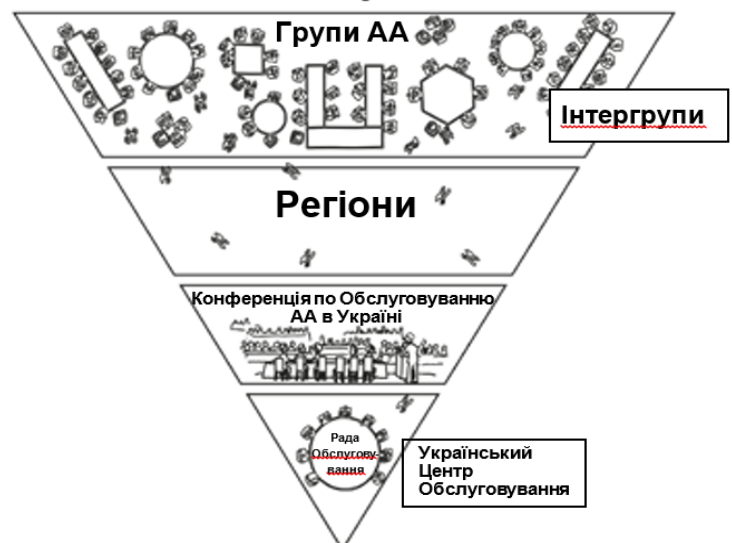 Групи АА
Інтергрупи
Регіони
Конференція по Обслуговуванню
АА в Україні
Рада
Обслугову-
вання
Український
Центр
Обслуговування